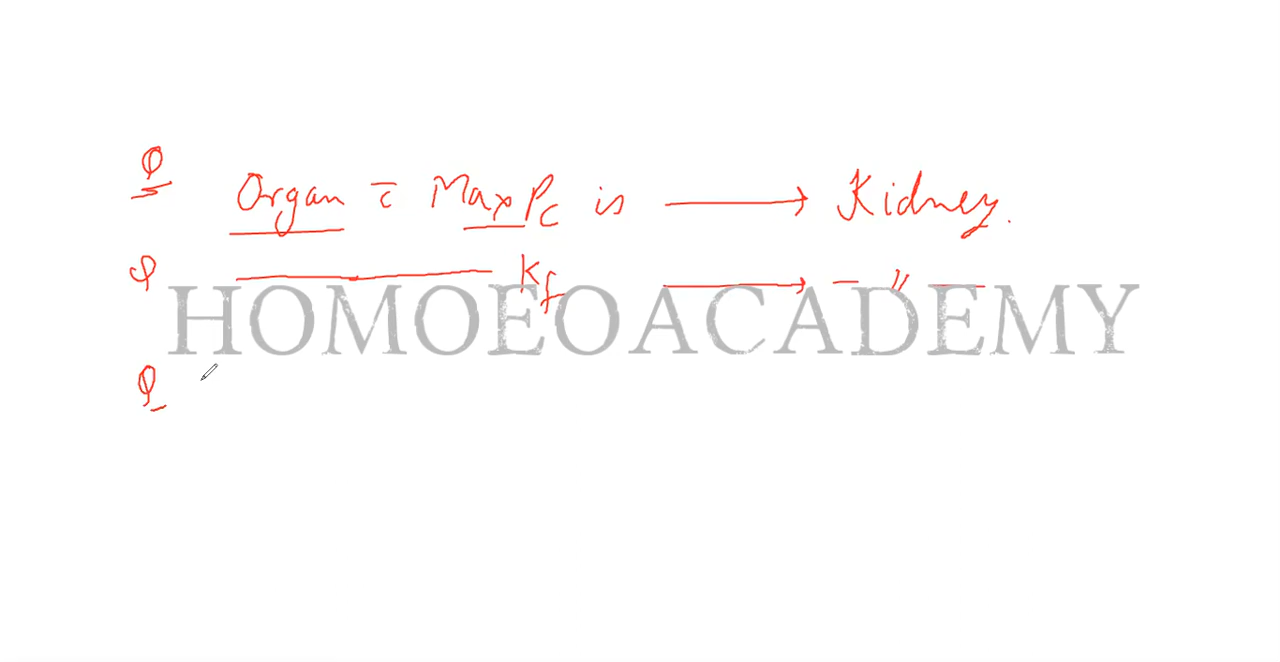 Q Organ c̄ Max Pc is → Kidney.
Q ——— Kf → —〃 —
HOMOEOACADEMY
Q